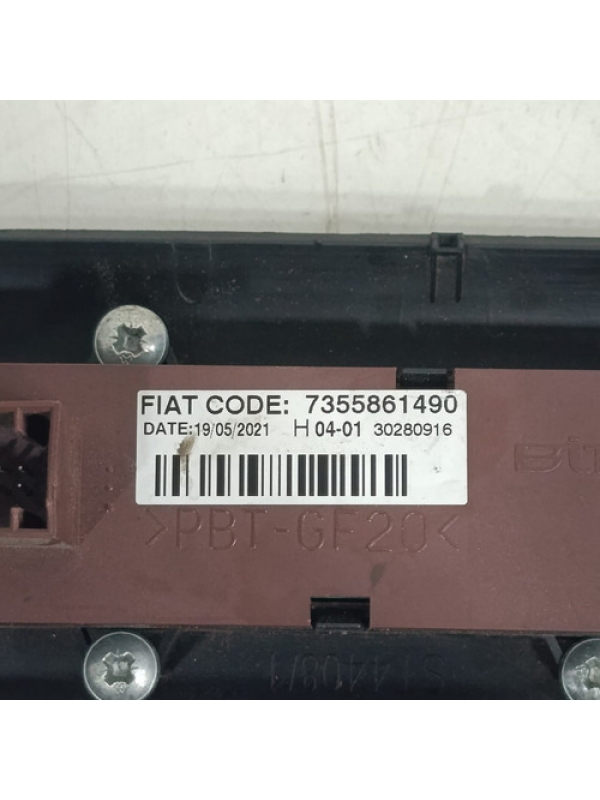 FIAT CODE: 7355861490
DATE:19/05/2021 H 04-01 30280916
>PBT-GF20<